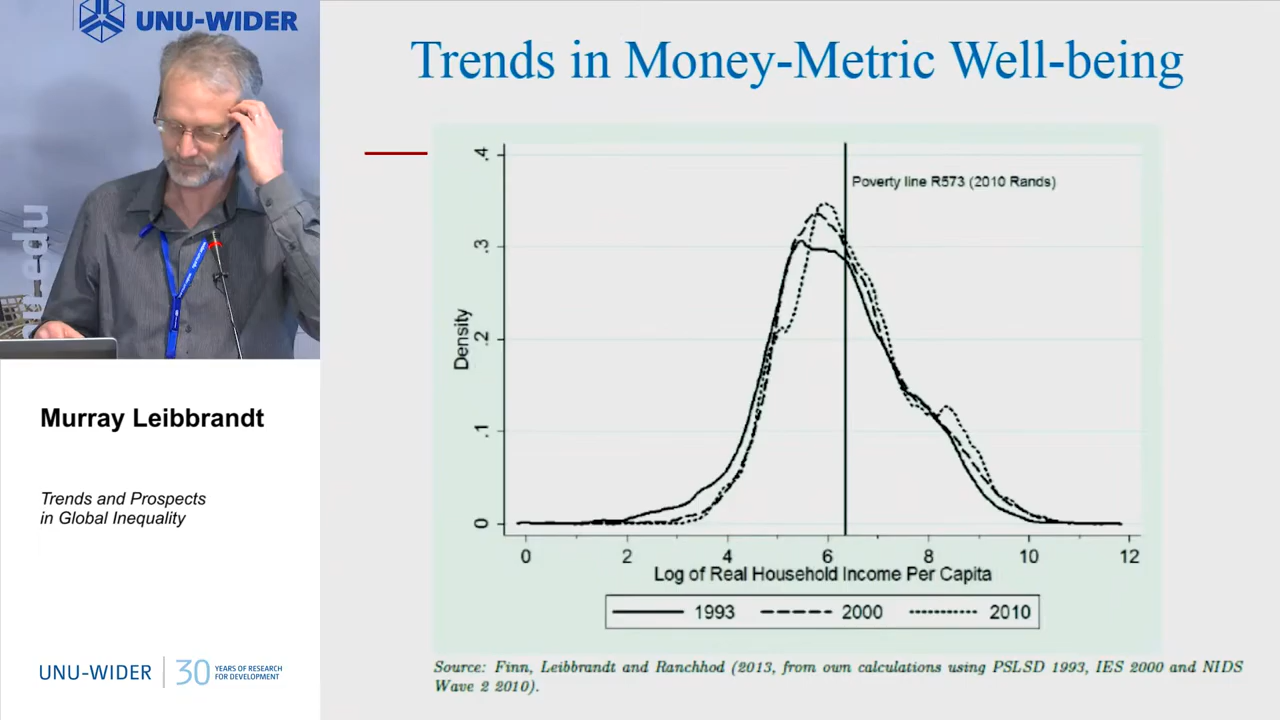 UNU-WIDER
Trends in Money-Metric Well-being
.4
.3
.2
.1
0
Density
Poverty line R573 (2010 Rands)
0 2 4 6 8 10 12
Log of Real Household Income Per Capita
1993 2000 2010
Source: Finn, Leibbrandt and Ranchhod (2013, from own calculations using PSLSD 1993, IES 2000 and NIDS
Wave 2 2010).
.edu
Murray Leibbrandt
Trends and Prospects
in Global Inequality
UNU-WIDER
30 YEARS OF RESEARCH
FOR DEVELOPMENT